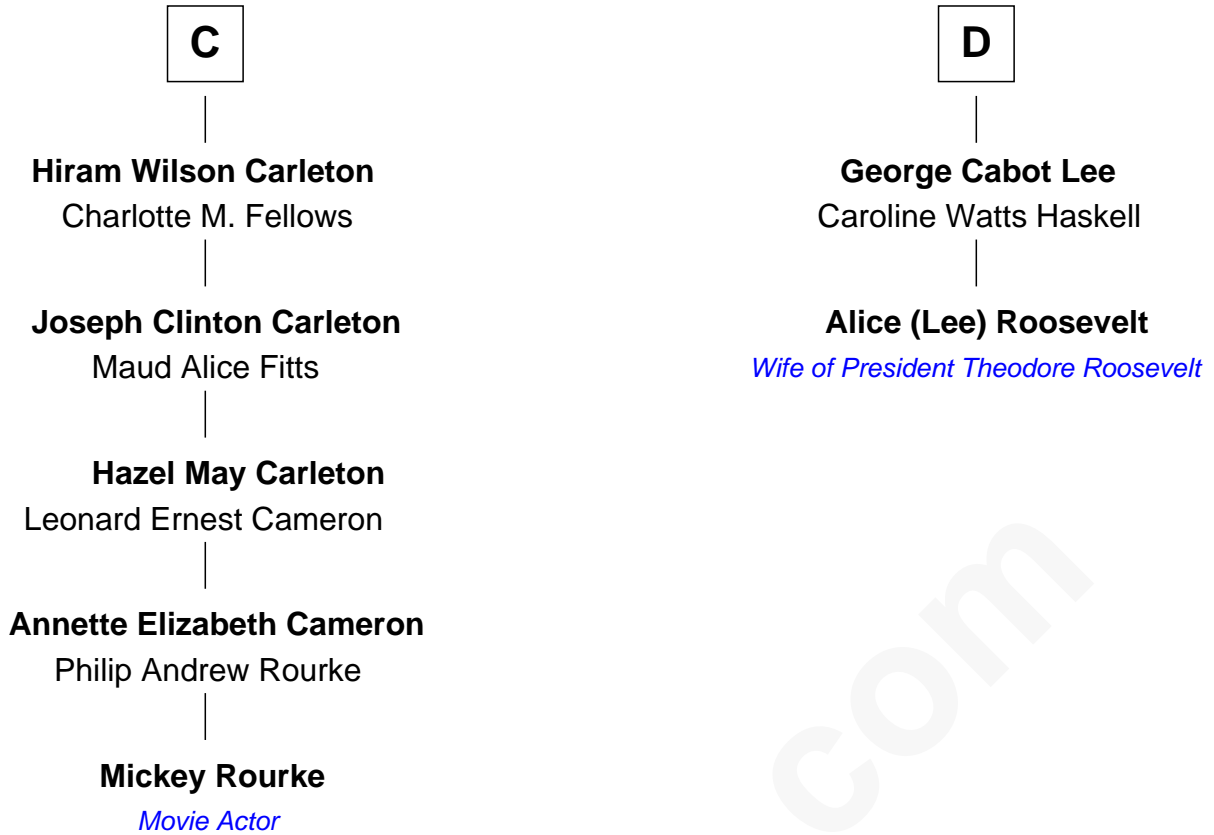 C
Hiram Wilson Carleton
Charlotte M. Fellows
Joseph Clinton Carleton
Maud Alice Fitts
Hazel May Carleton
Leonard Ernest Cameron
Annette Elizabeth Cameron
Philip Andrew Rourke
Mickey Rourke
Movie Actor
D
George Cabot Lee
Caroline Watts Haskell
Alice (Lee) Roosevelt
Wife of President Theodore Roosevelt
com